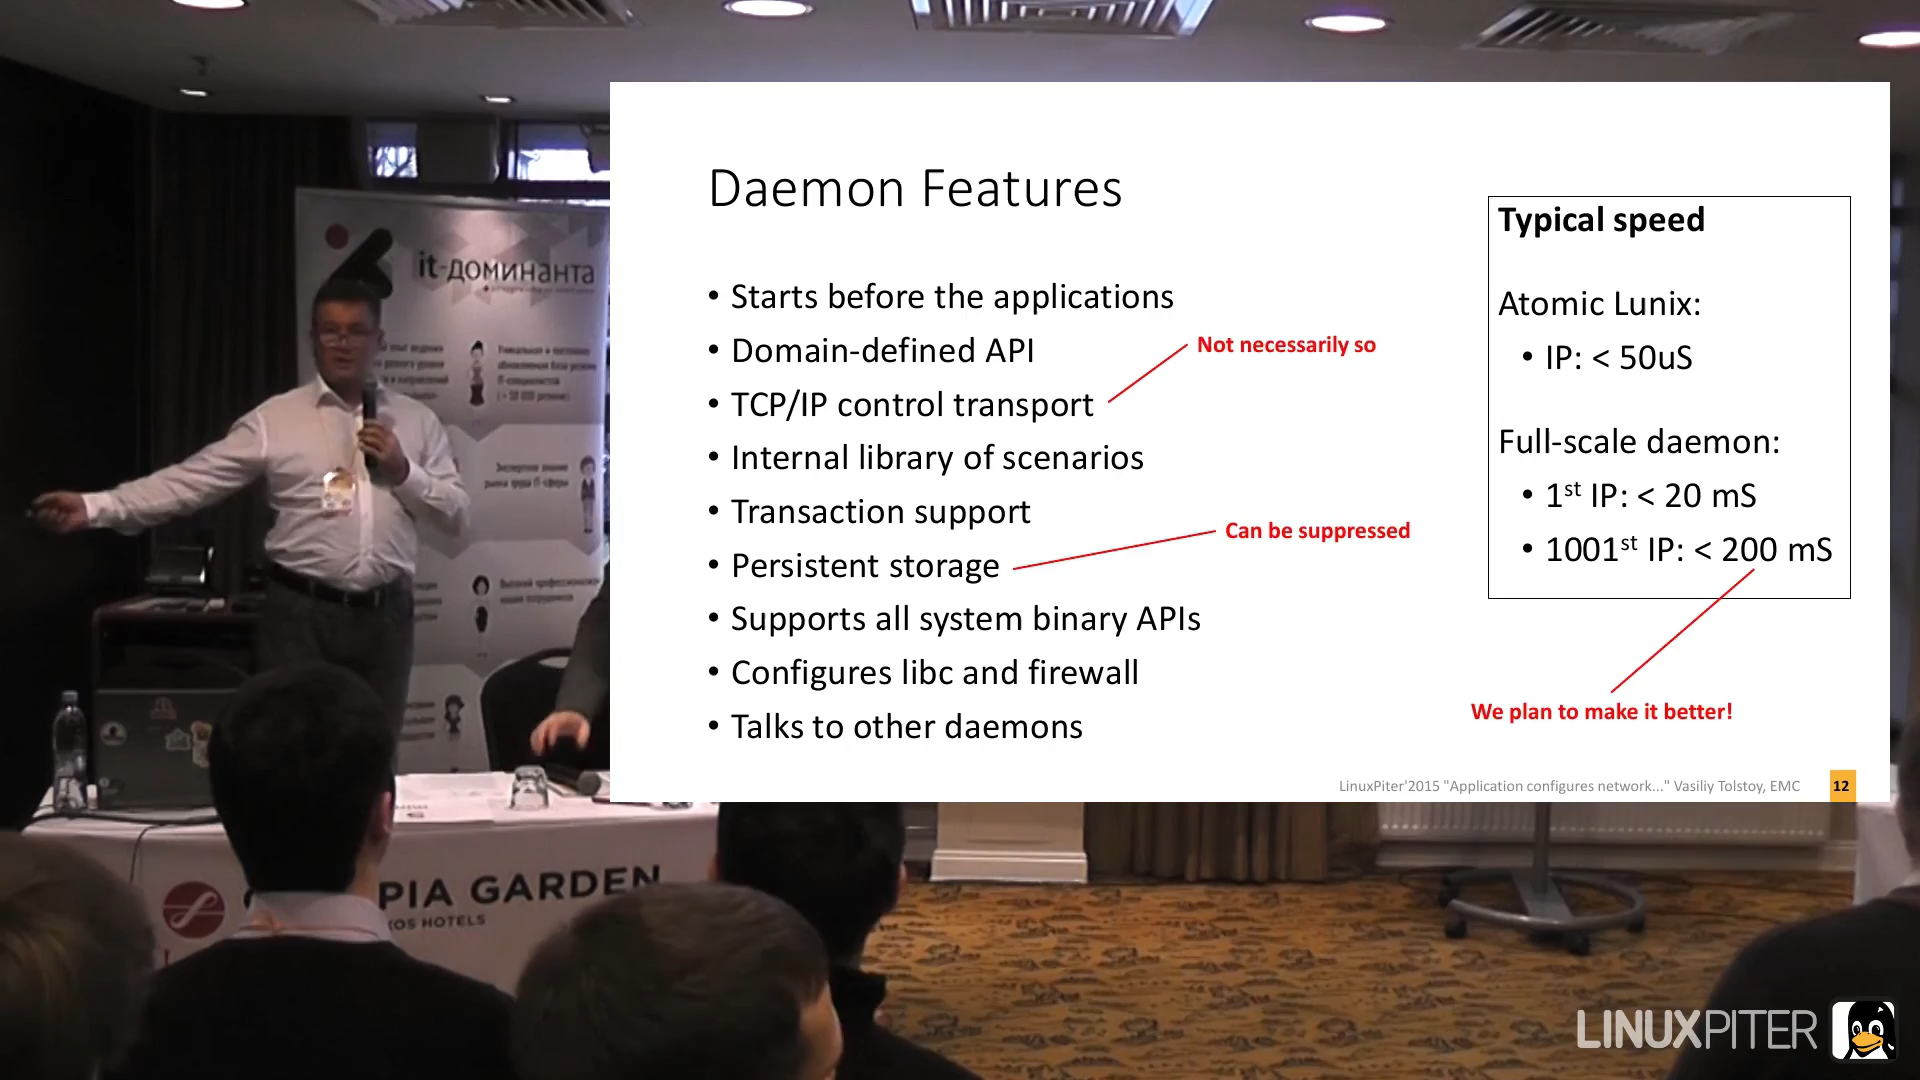 Daemon Features
• Starts before the applications
• Domain-defined API
• TCP/IP control transport
Not necessarily so
• Internal library of scenarios
• Transaction support
• Persistent storage
Can be suppressed
• Supports all system binary APIs
• Configures libc and firewall
• Talks to other daemons
Typical speed
Atomic Lunix:
• IP: < 50uS
Full-scale daemon:
• 1st IP: < 20 mS
• 1001st IP: < 200 mS
We plan to make it better!
LinuxPiter'2015 "Application configures network..." Vasiliy Tolstoy, EMC
12
it-доминанта
PIA GARDEN
KOS HOTELS
LINUXPITER